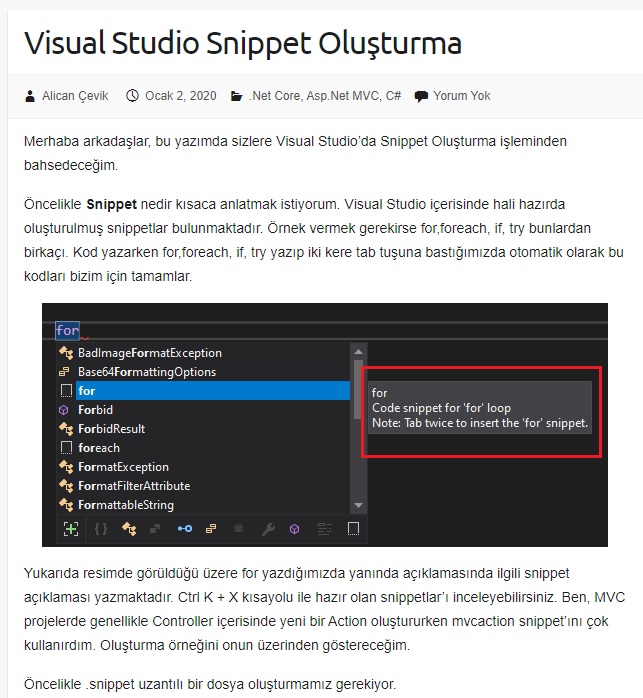 Visual Studio Snippet Oluşturma
Alican Çevik Ocak 2, 2020 .Net Core, Asp.Net MVC, C# Yorum Yok
Merhaba arkadaşlar, bu yazımda sizlere Visual Studio’da Snippet Oluşturma işleminden
bahsedeceğim.
Öncelikle Snippet nedir kısaca anlatmak istiyorum. Visual Studio içerisinde hali hazırda
oluşturulmuş snippetlar bulunmaktadır. Örnek vermek gerekirse for,foreach, if, try bunlardan
birkaçı. Kod yazarken for,foreach, if, try yazıp iki kere tab tuşuna bastığımızda otomatik olarak bu
kodları bizim için tamamlar.
for
BadImageFormatException
Base64FormattingOptions
for
Forbid
ForbidResult
foreach
FormatException
FormatFilterAttribute
FormattableString
for
Code snippet for 'for' loop
Note: Tab twice to insert the 'for' snippet.
Yukarıda resimde görüldüğü üzere for yazdığımızda yanında açıklamasında ilgili snippet
açıklaması yazmaktadır. Ctrl K + X kısayolu ile hazır olan snippetlar’ı inceleyebilirsiniz. Ben, MVC
projelerde genellikle Controller içerisinde yeni bir Action oluştururken mvcaction snippet’ını çok
kullanırdım. Oluşturma örneğini onun üzerinden göstereceğim.
Öncelikle .snippet uzantılı bir dosya oluşturmamız gerekiyor.